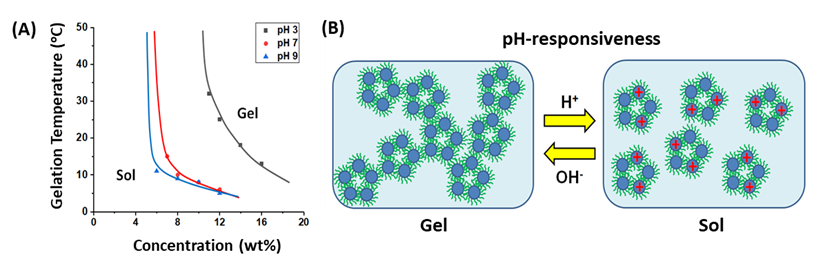 (A)
50
40
30
20
10
0
0 4 8 12 16 20
Gelation Temperature (°C)
Concentration (wt%)
pH 3
pH 7
pH 9
Gel
Sol
(B)
pH-responsiveness
H⁺
OH⁻
+ + +
+ + +
+ + +
+ + +
+ + +
+ + +
Gel
Sol